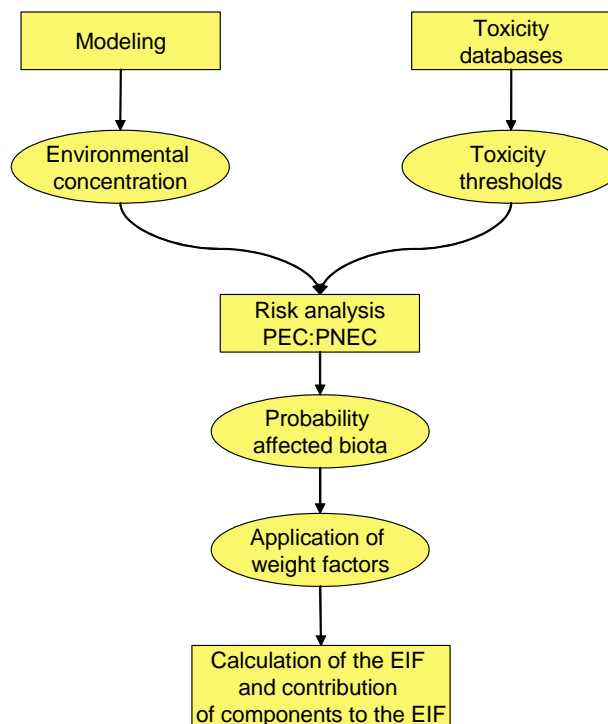 Modeling
Toxicity
databases
Environmental
concentration
Toxicity
thresholds
Risk analysis
PEC:PNEC
Probability
affected biota
Application of
weight factors
Calculation of the EIF
and contribution
of components to the EIF